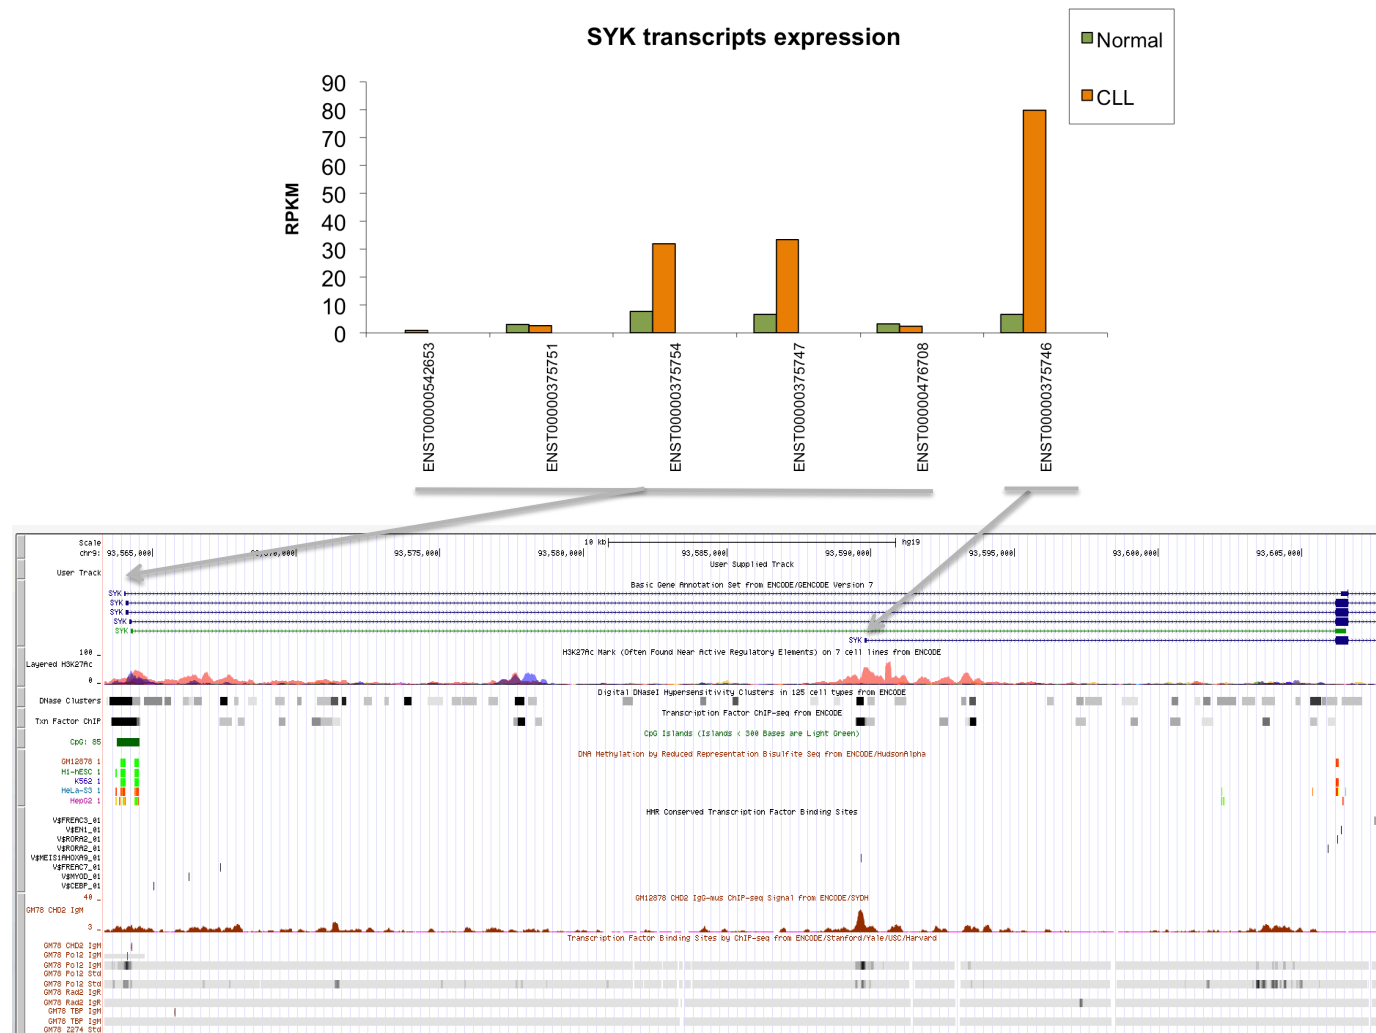 SYK transcripts expression
Normal
CLL
RPKM
90
80
70
60
50
40
30
20
10
0
ENST00000542653
ENST00000375751
ENST00000375754
ENST00000375747
ENST00000476708
ENST00000375746
Scale 10 kb hg19
chr9: 93,565,000 93,570,000 93,575,000 93,580,000 93,585,000 93,590,000 93,595,000 93,600,000 93,605,000
User Supplied Track
User Track
Basic Gene Annotation Set from ENCODE/GENCODE Version 7
SYK
SYK
SYK
SYK
SYK
SYK
H3K27Ac Mark (Often Found Near Active Regulatory Elements) on 7 cell lines from ENCODE
100
Layered H3K27Ac
0
Digital DNaseI Hypersensitivity Clusters in 125 cell types from ENCODE
DNase Clusters
Transcription Factor ChIP-seq from ENCODE
Txn Factor ChIP
CpG Islands (Islands < 300 Bases are Light Green)
CpG: 85
DNA Methylation by Reduced Representation Bisulfite Seq from ENCODE/HudsonAlpha
GM12878 1
H1-hESC 1
K562 1
HeLa-S3 1
HepG2 1
HMR Conserved Transcription Factor Binding Sites
V$FREAC3_01
V$EN1_01
V$RORA2_01
V$RORA2_01
V$MEIS1AHOXA9_01
V$FREAC7_01
V$MYOD_01
V$CEBP_01
GM12878 CHD2 IgG-mus ChIP-seq Signal from ENCODE/SYDH
40
GM78 CHD2 IgM
3
Transcription Factor Binding Sites by ChIP-seq from ENCODE/Stanford/Yale/USC/Harvard
GM78 CHD2 IgM
GM78 Pol2 IgM
GM78 Pol2 IgM
GM78 Pol2 Std
GM78 Pol2 Std
GM78 Rad2 IgR
GM78 Rad2 IgR
GM78 TBP IgM
GM78 TBP IgM
GM78 Z274 Std